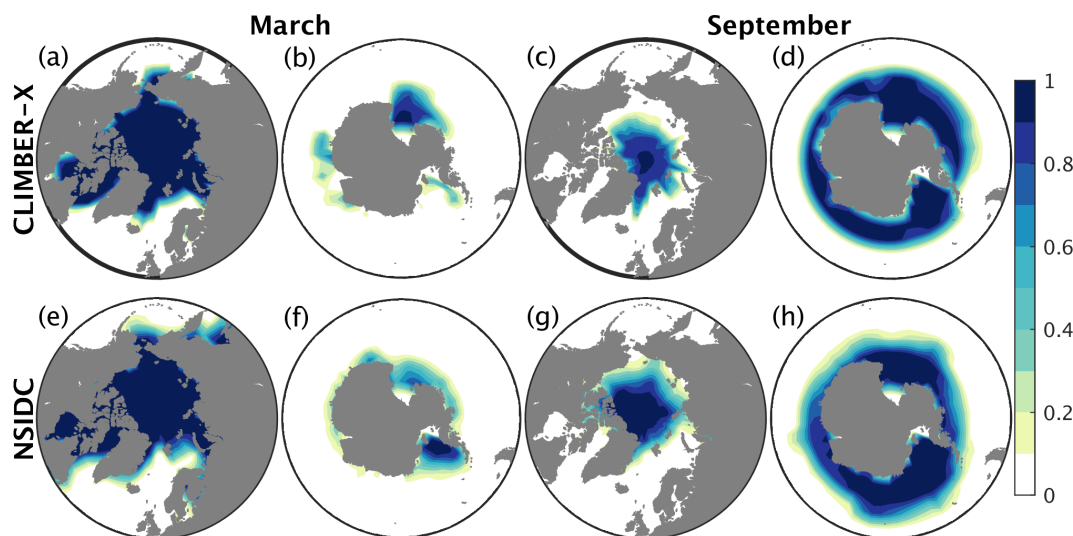 March
September
(a)
(b)
(c)
(d)
CLIMBER-X
1
0.8
0.6
0.4
0.2
0
(e)
(f)
(g)
(h)
NSIDC